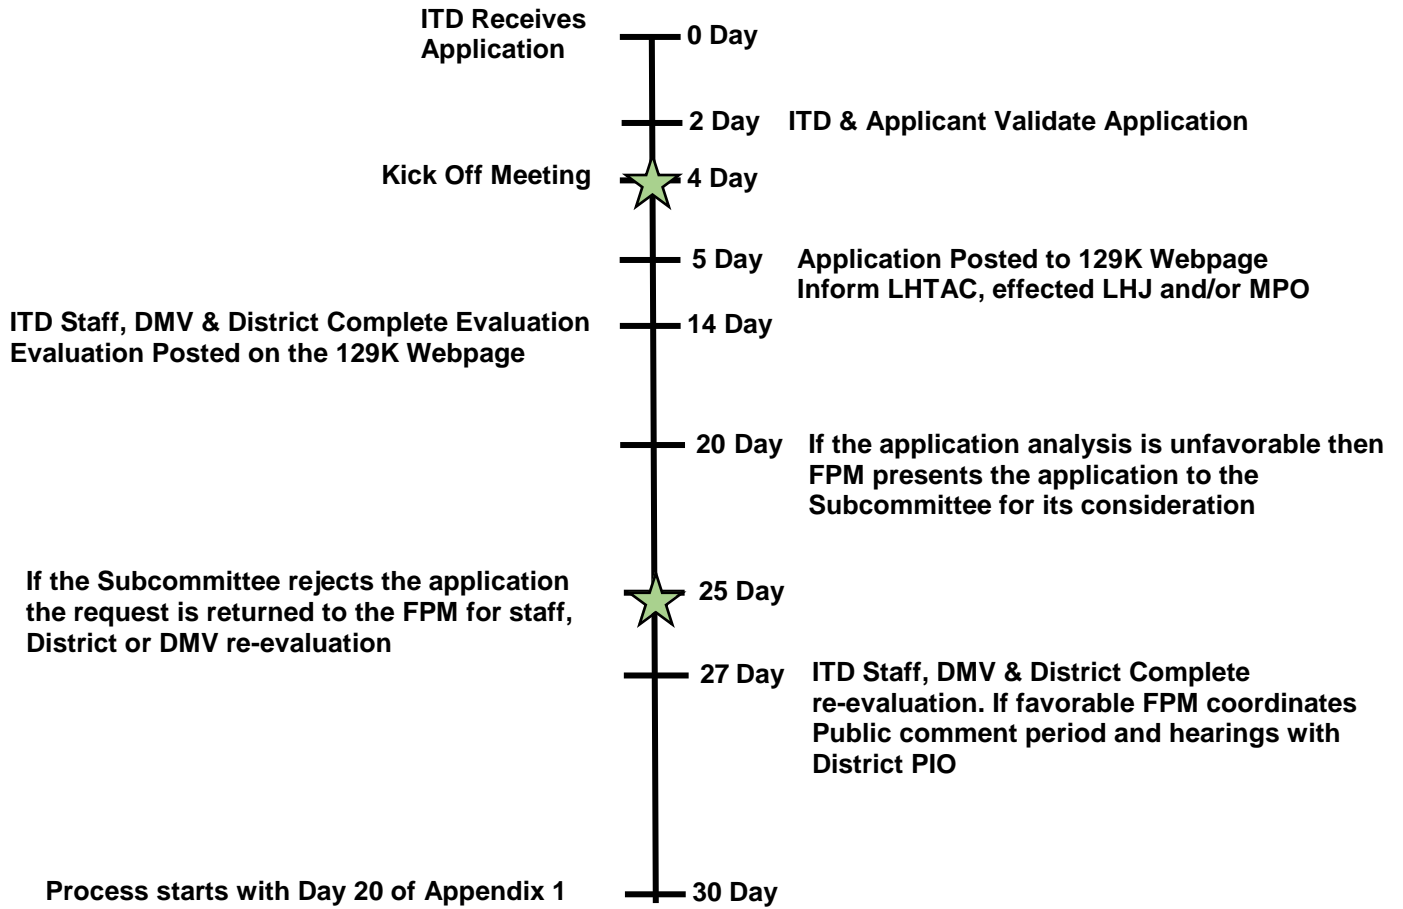 ITD Receives
Application
0 Day
2 Day
ITD & Applicant Validate Application
Kick Off Meeting
4 Day
5 Day
Application Posted to 129K Webpage
Inform LHTAC, effected LHJ and/or MPO
ITD Staff, DMV & District Complete Evaluation
Evaluation Posted on the 129K Webpage
14 Day
20 Day
If the application analysis is unfavorable then
FPM presents the application to the
Subcommittee for its consideration
If the Subcommittee rejects the application
the request is returned to the FPM for staff,
District or DMV re-evaluation
25 Day
27 Day
ITD Staff, DMV & District Complete
re-evaluation. If favorable FPM coordinates
Public comment period and hearings with
District PIO
Process starts with Day 20 of Appendix 1
30 Day